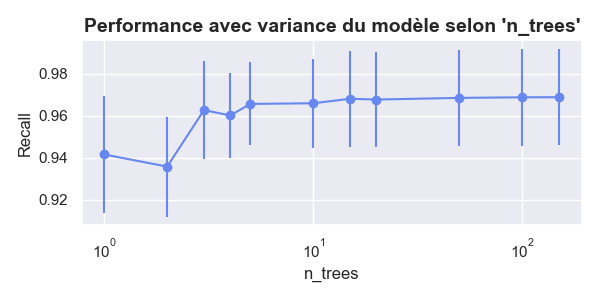 Performance avec variance du modèle selon 'n_trees'
0.98
0.96
0.94
0.92
Recall
10^0
10^1
10^2
n_trees